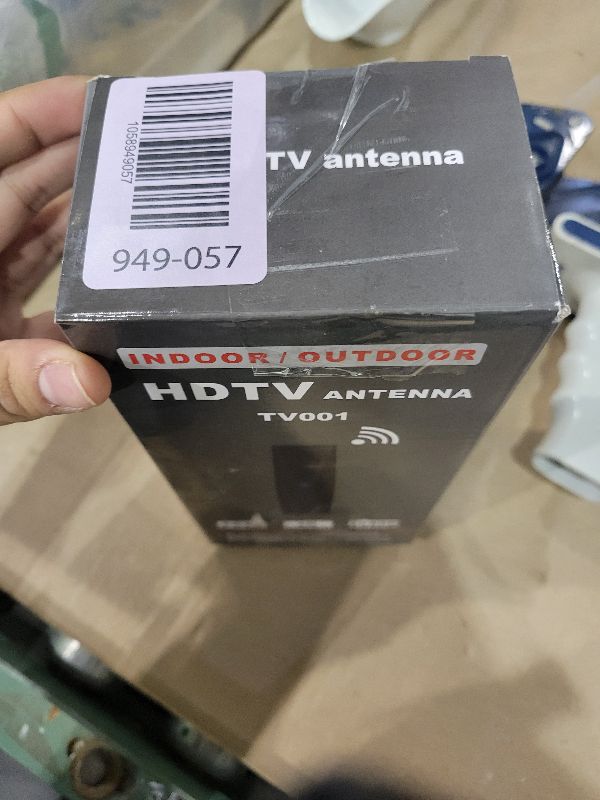 1058949057
949-057
TV antenna
INDOOR / OUTDOOR
HDTV ANTENNA
TV001